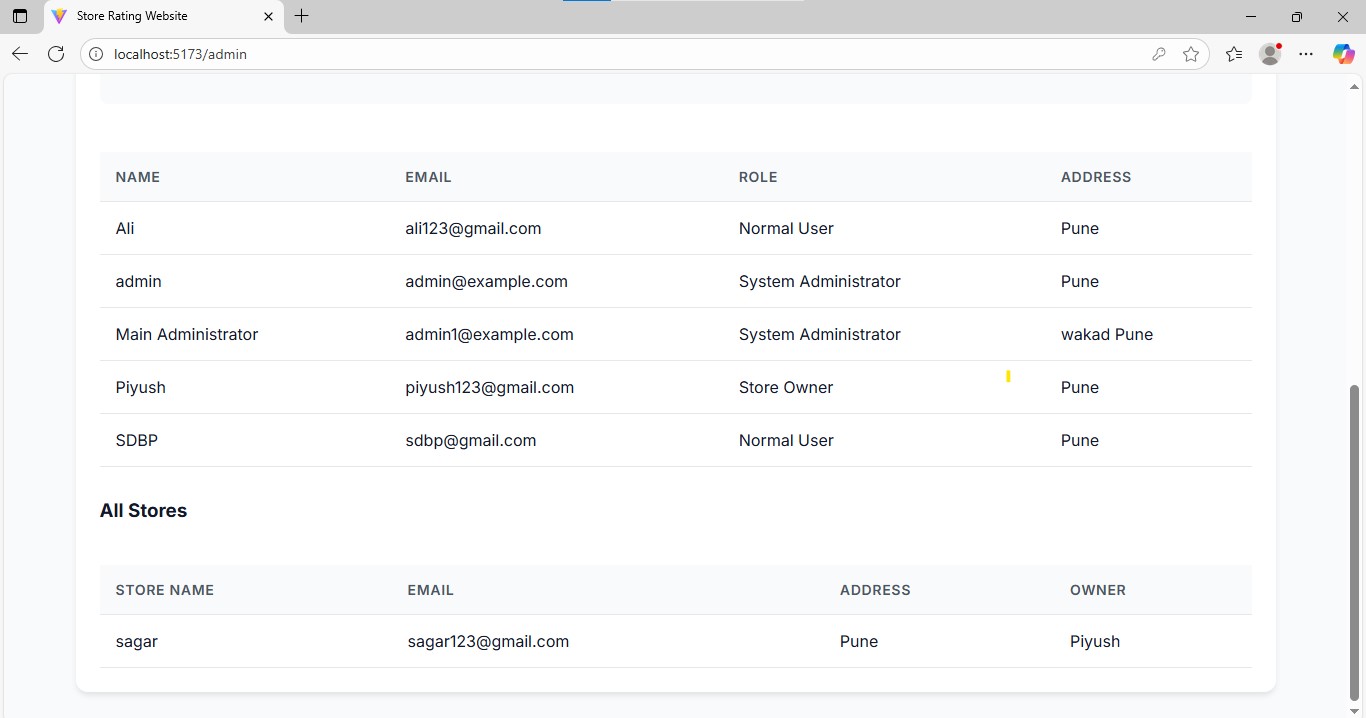 Store Rating Website
localhost:5173/admin
NAME EMAIL ROLE ADDRESS
Ali ali123@gmail.com Normal User Pune
admin admin@example.com System Administrator Pune
Main Administrator admin1@example.com System Administrator wakad Pune
Piyush piyush123@gmail.com Store Owner Pune
SDBP sdbp@gmail.com Normal User Pune
All Stores
STORE NAME EMAIL ADDRESS OWNER
sagar sagar123@gmail.com Pune Piyush